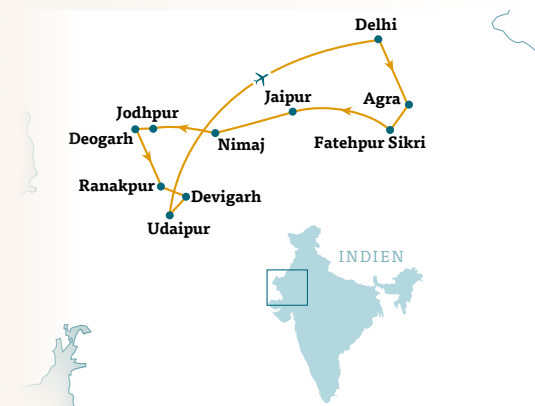 Delhi
Jaipur
Agra
Jodhpur
Deogarh
Nimaj
Fatehpur Sikri
Ranakpur
Devigarh
Udaipur
INDIEN